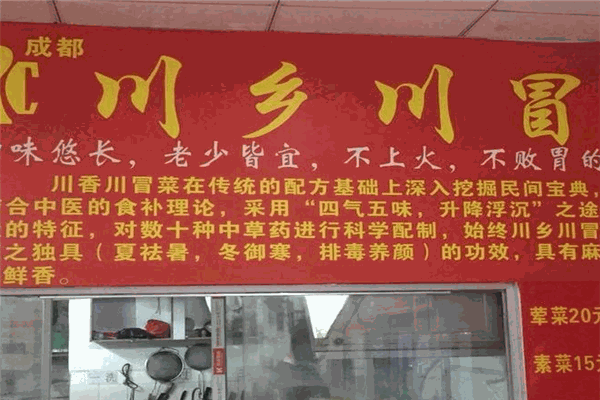 成都
C 川乡川冒
味悠长，老少皆宜，不上火，不败胃的
川香川冒菜在传统的配方基础上深入挖掘民间宝典，
合中医的食补理论，采用“四气五味，升降浮沉”之途
的特征，对数十种中草药进行科学配制，始终川乡川冒
之独具（夏祛暑，冬御寒，排毒养颜）的功效，具有麻
鲜香。
荤菜20元
素菜15元